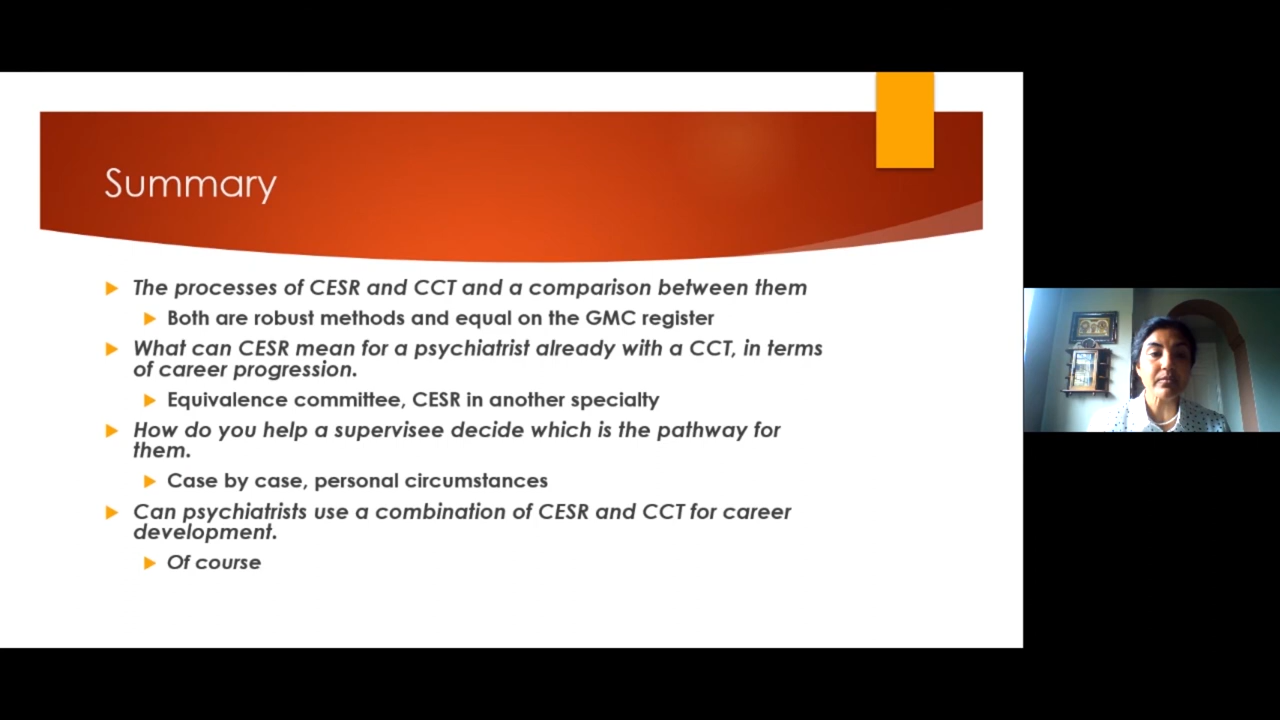 Summary
The processes of CESR and CCT and a comparison between them
Both are robust methods and equal on the GMC register
What can CESR mean for a psychiatrist already with a CCT, in terms
of career progression.
Equivalence committee, CESR in another specialty
How do you help a supervisee decide which is the pathway for
them.
Case by case, personal circumstances
Can psychiatrists use a combination of CESR and CCT for career
development.
Of course